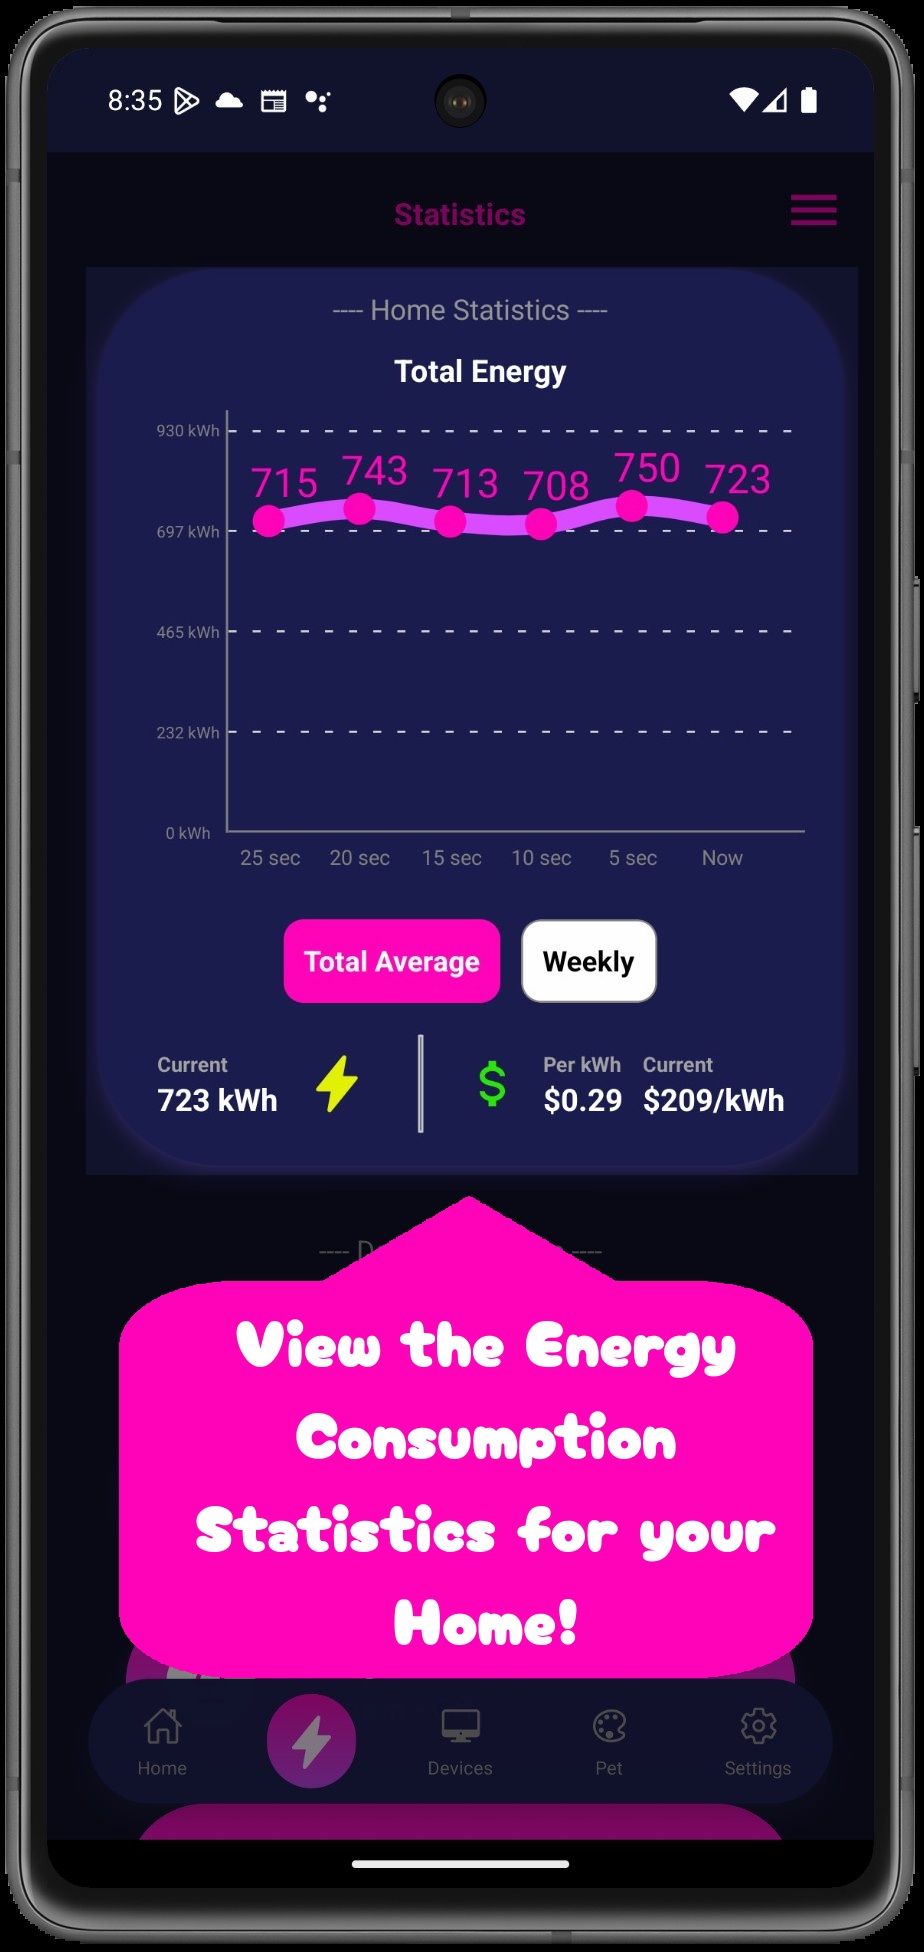 8:35
Statistics
---- Home Statistics ----
Total Energy
930 kWh
715 743 713 708 750 723
697 kWh
465 kWh
232 kWh
0 kWh
25 sec 20 sec 15 sec 10 sec 5 sec Now
Total Average Weekly
Current Per kWh Current
723 kWh $ $0.29 $209/kWh
View the Energy
Consumption
Statistics for your
Home!
Home Devices Pet Settings